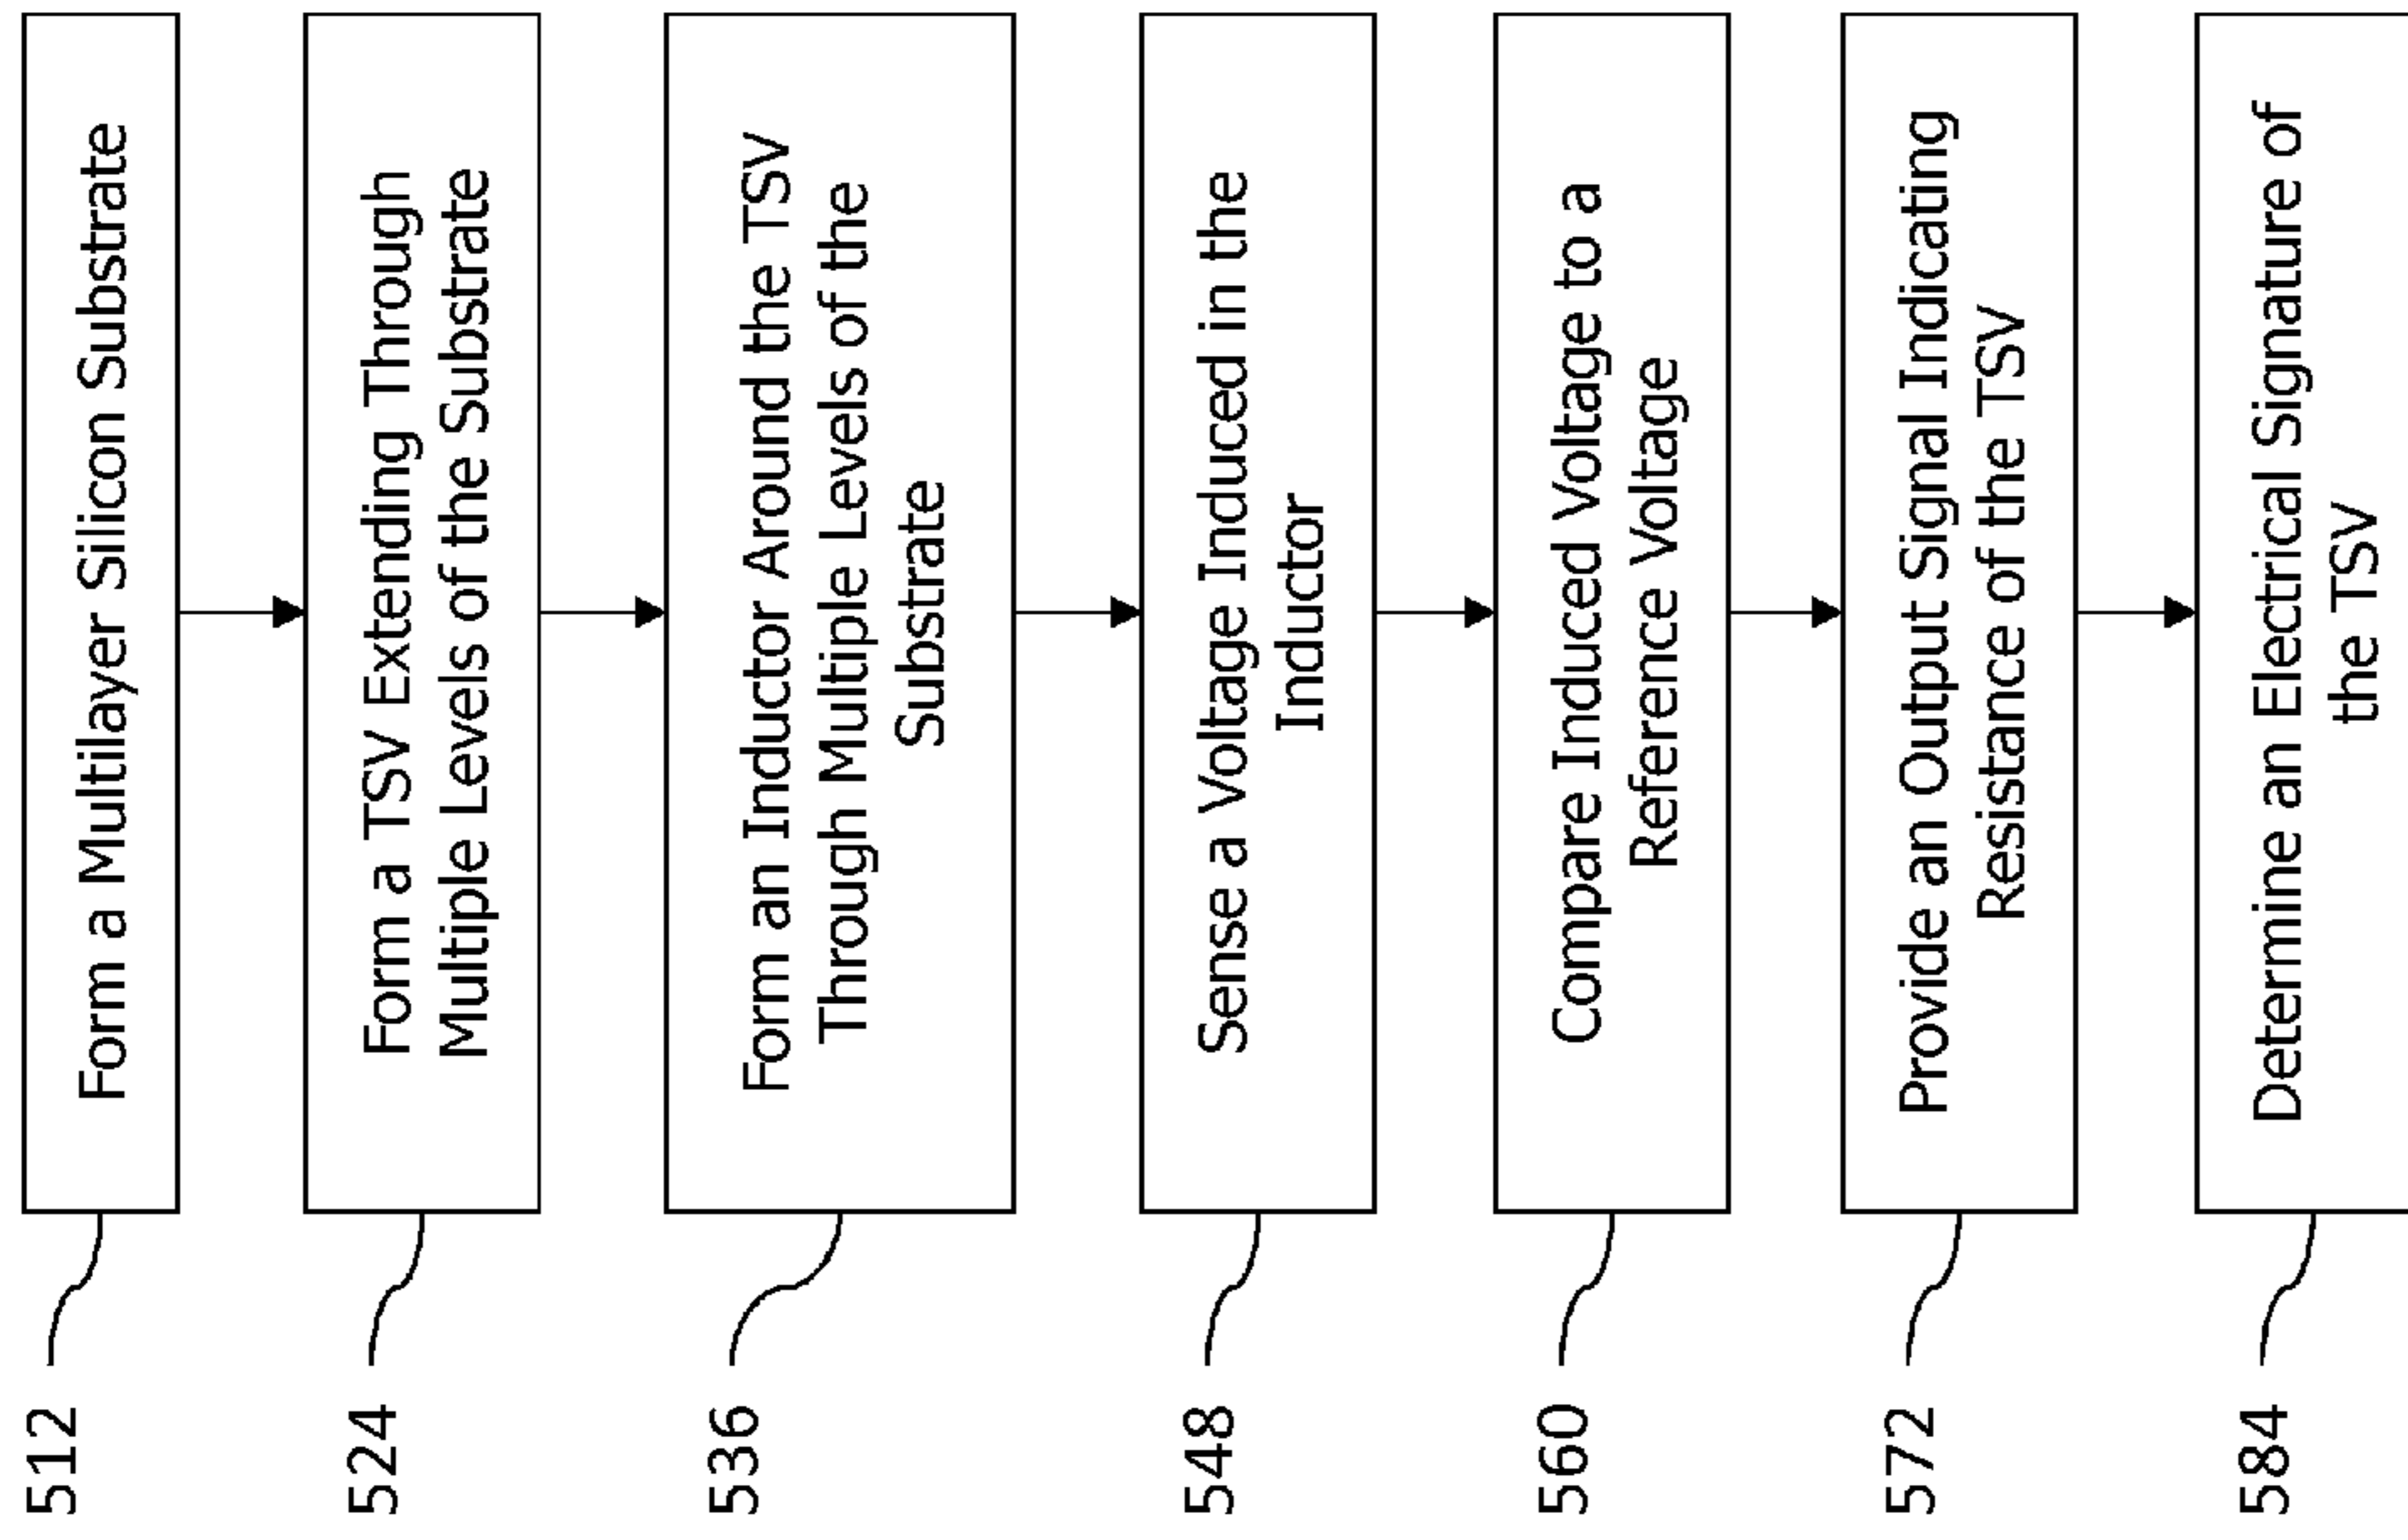 512
Form a Multilayer Silicon Substrate
524
Form a TSV Extending Through
Multiple Levels of the Substrate
536
Form an Inductor Around the TSV
Through Multiple Levels of the
Substrate
548
Sense a Voltage Induced in the
Inductor
560
Compare Induced Voltage to a
Reference Voltage
572
Provide an Output Signal Indicating
Resistance of the TSV
584
Determine an Electrical Signature of
the TSV